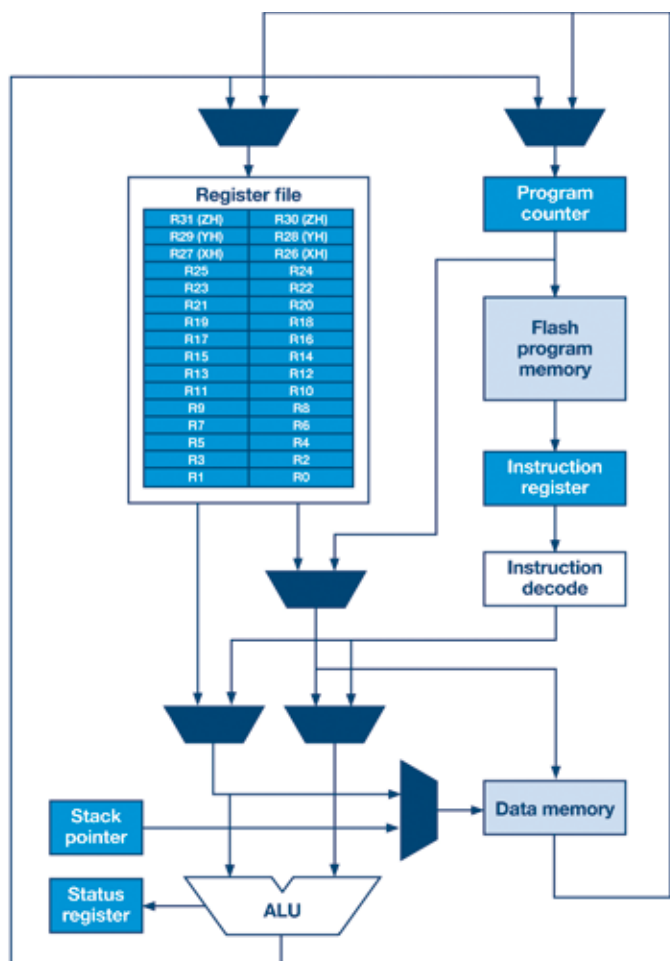 Register file
R31 (ZH) R30 (ZH)
R29 (YH) R28 (YH)
R27 (XH) R26 (XH)
R25 R24
R23 R22
R21 R20
R19 R18
R17 R16
R15 R14
R13 R12
R11 R10
R9 R8
R7 R6
R5 R4
R3 R2
R1 R0
Program
counter
Flash
program
memory
Instruction
register
Instruction
decode
Stack
pointer
Data memory
Status
register
ALU